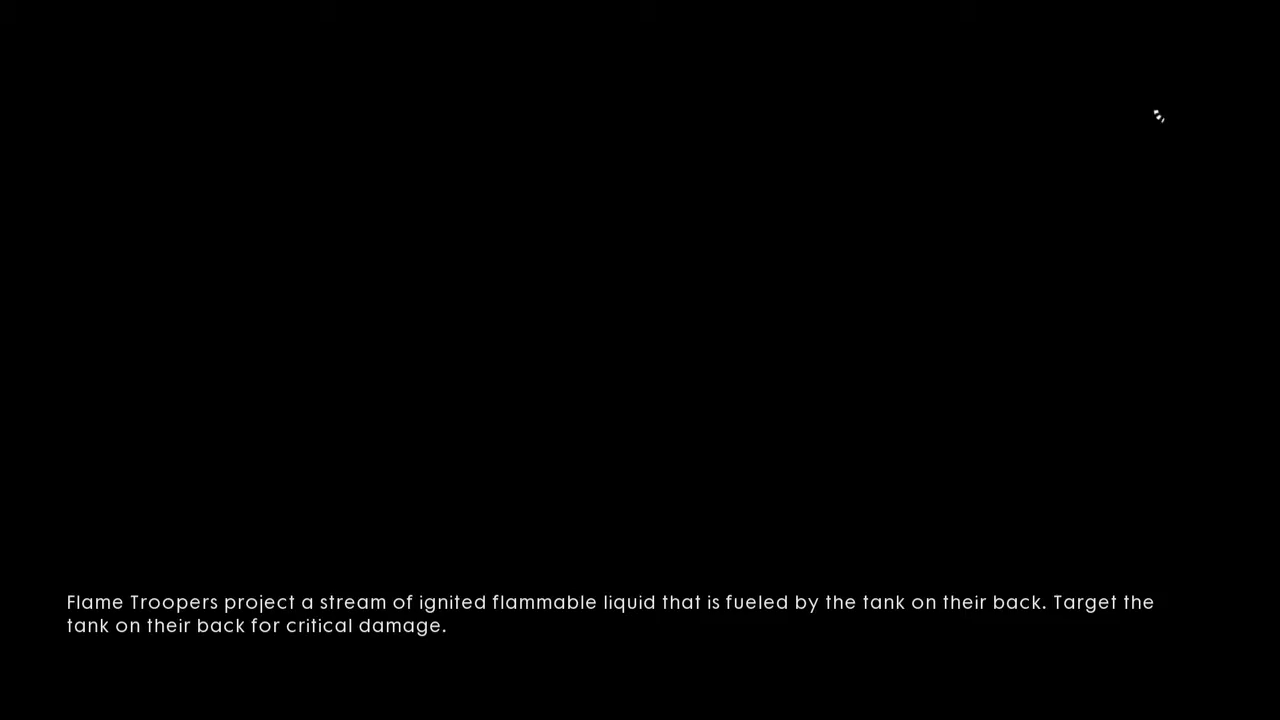 Flame Troopers project a stream of ignited flammable liquid that is fueled by the tank on their back. Target the
tank on their back for critical damage.